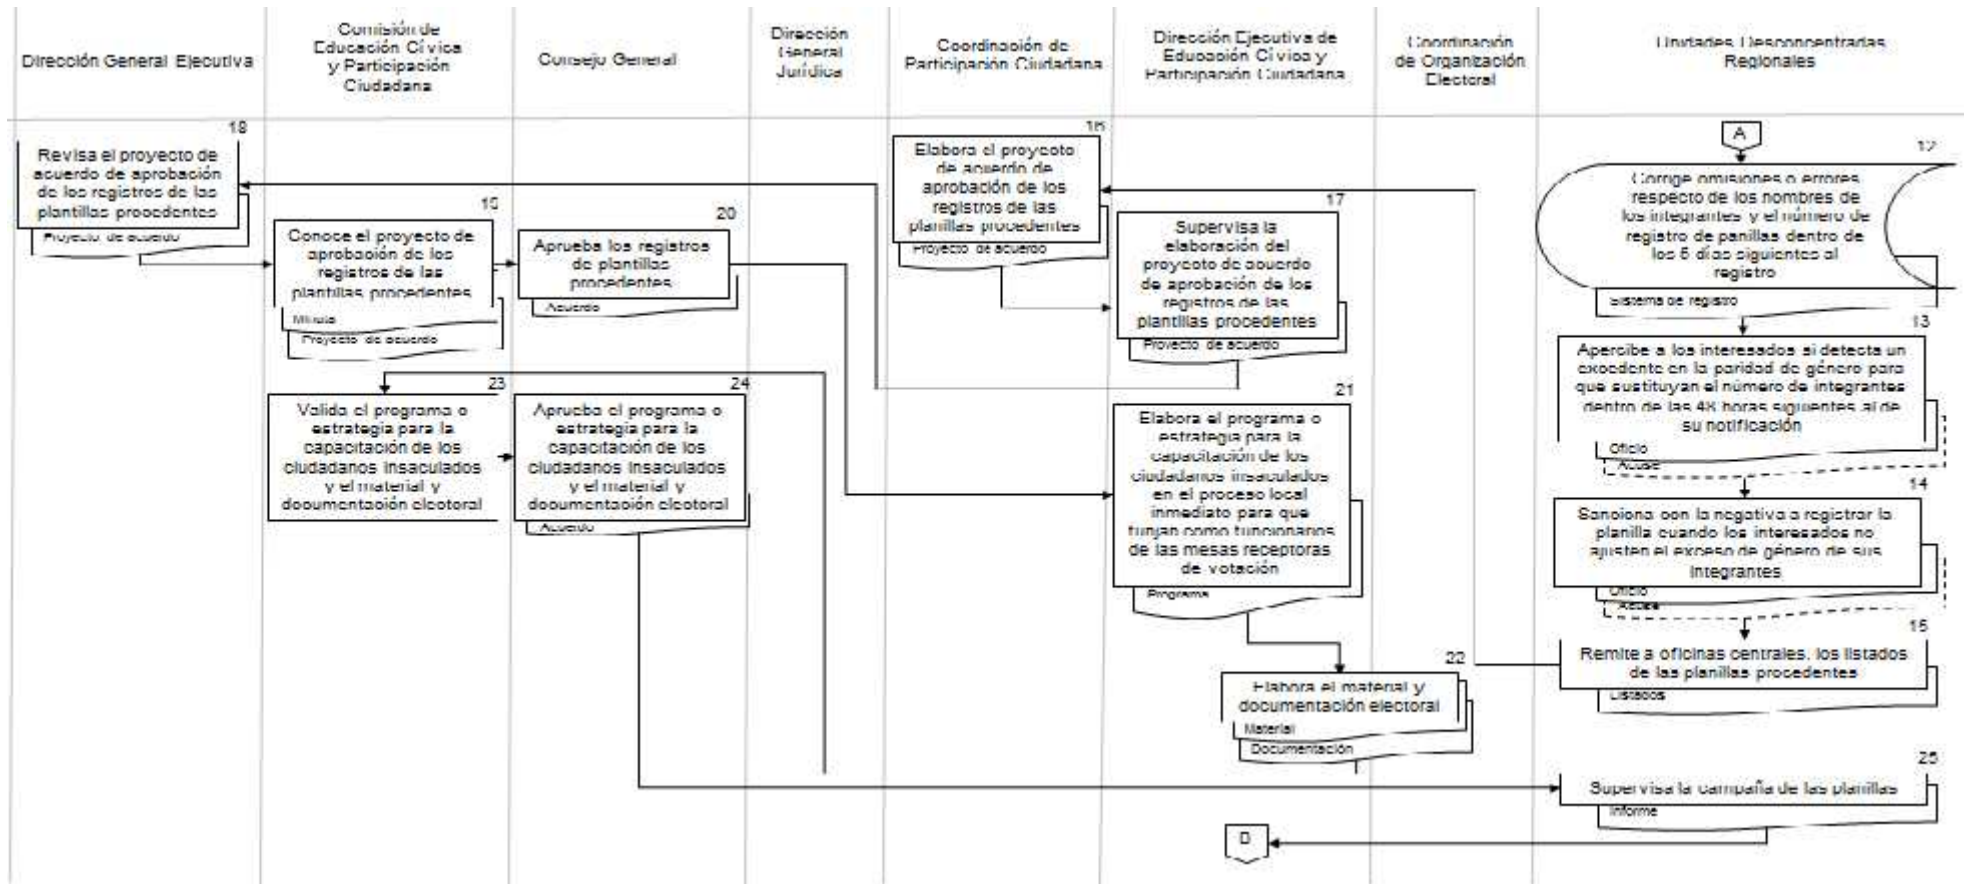 Dirección General Ejecutiva
Comisión de
Educación Cívica
y Participación
Ciudadana
Consejo General
Dirección
General
Jurídica
Coordinación de
Participación Ciudadana
Dirección Ejecutiva de
Educación Cívica y
Participación Ciudadana
Coordinación
de Organización
Electoral
Unidades Desconcentradas
Regionales
18
Revisa el proyecto de
acuerdo de aprobación
de los registros de las
plantillas procedentes
Proyecto de acuerdo
19
Conoce el proyecto de
aprobación de los
registros de las
plantillas procedentes
Minuta
Proyecto de acuerdo
20
Aprueba los registros
de plantillas
procedentes
Acuerdo
16
Elabora el proyecto
de acuerdo de
aprobación de los
registros de las
planillas procedentes
Proyecto de acuerdo
17
Supervisa la
elaboración del
proyecto de acuerdo
de aprobación de los
registros de las
plantillas procedentes
Proyecto de acuerdo
A
12
Corrige omisiones o errores
respecto de los nombres de
los integrantes y el número de
registro de panillas dentro de
los 5 días siguientes al
registro
Sistema de registro
13
Apercibe a los interesados si detecta un
excedente en la paridad de género para
que sustituyan el número de integrantes
dentro de las 48 horas siguientes al de
su notificación
Oficio
Acuse
14
Sanciona con la negativa a registrar la
planilla cuando los interesados no
ajusten el exceso de género de sus
integrantes
Oficio
Acuse
15
Remite a oficinas centrales, los listados
de las planillas procedentes
Listados
23
Valida el programa o
estrategia para la
capacitación de los
ciudadanos insaculados
y el material y
documentación electoral
24
Aprueba el programa o
estrategia para la
capacitación de los
ciudadanos insaculados
y el material y
documentación electoral
Acuerdo
21
Elabora el programa o
estrategia para la
capacitación de los
ciudadanos insaculados
en el proceso local
inmediato para que
funjan como funcionarios
de las mesas receptoras
de votación
Programa
22
Elabora el material y
documentación electoral
Material
Documentación
25
Supervisa la campaña de las planillas
Informe